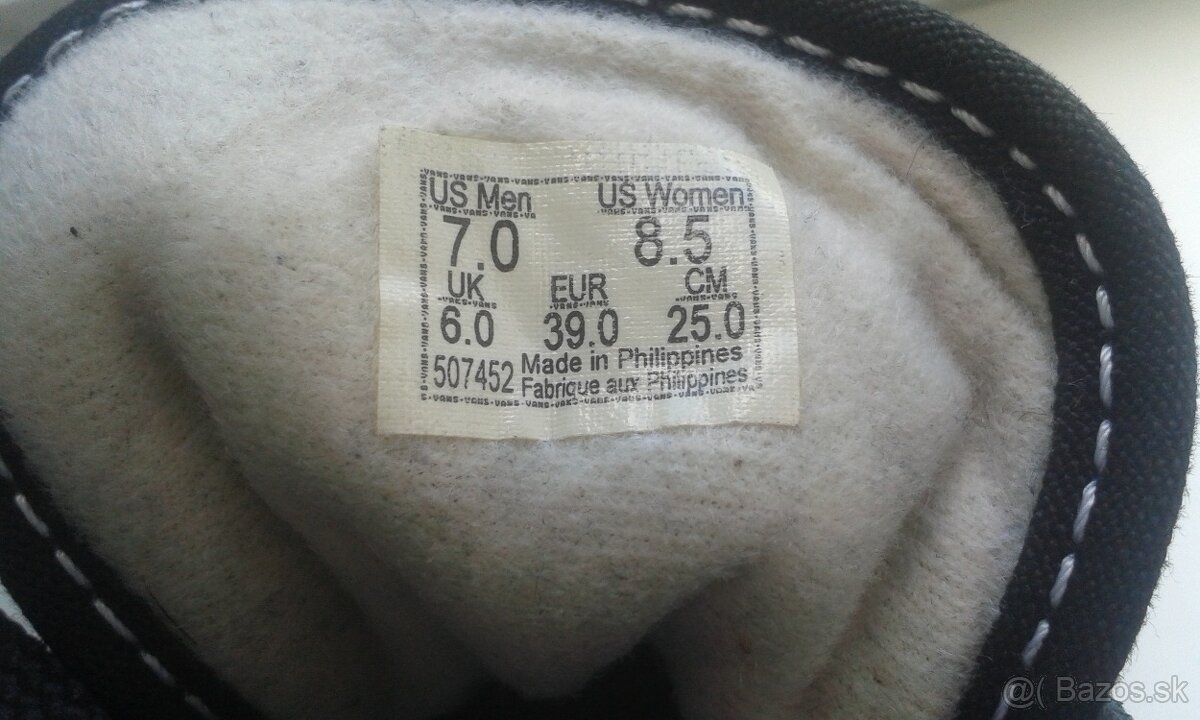 US Men US Women
7.0 8.5
UK EUR CM
6.0 39.0 25.0
507452 Made in Philippines
Fabrique aux Philippines
@( Bazos.sk